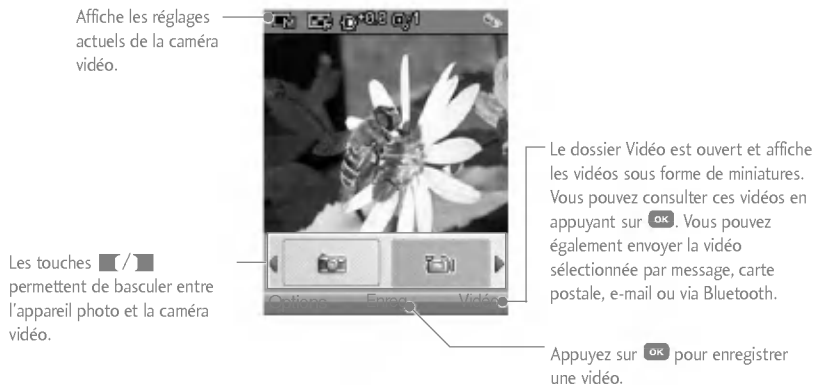 Affiche les réglages
actuels de la caméra
vidéo.
+0.0
1
Le dossier Vidéo est ouvert et affiche
les vidéos sous forme de miniatures.
Vous pouvez consulter ces vidéos en
appuyant sur OK. Vous pouvez
également envoyer la vidéo
sélectionnée par message, carte
postale, e-mail ou via Bluetooth.
Les touches /
permettent de basculer entre
l'appareil photo et la caméra
vidéo.
Options Enreg. Vidéo
Appuyez sur OK pour enregistrer
une vidéo.